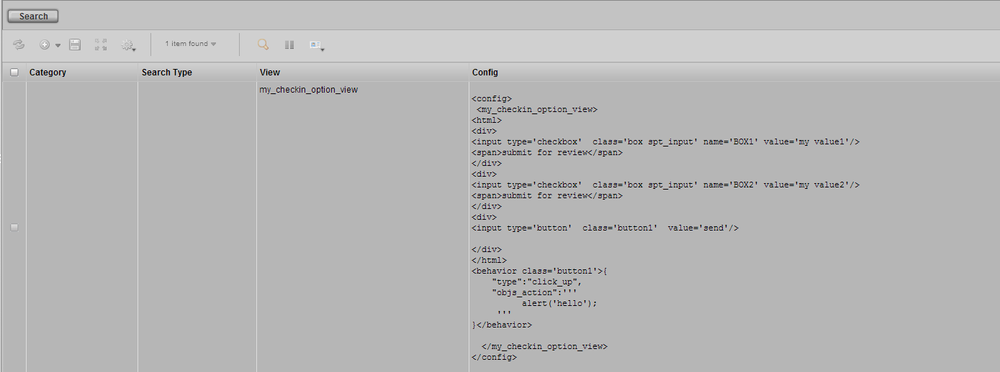 Search
1 item found
Category Search Type View Config
my_checkin_option_view
<config>
<my_checkin_option_view>
<html>
<div>
<input type='checkbox'  class='box spt_input' name='BOX1' value='my value1'/>
<span>submit for review</span>
</div>
<div>
<input type='checkbox'  class='box spt_input' name='BOX2' value='my value2'/>
<span>submit for review</span>
</div>
<div>
<input type='button'  class='button1'  value='send'/>
</div>
</html>
<behavior class='button1'>{
"type":"click_up",
"objs_action":'''
alert('hello');
'''
}</behavior>
</my_checkin_option_view>
</config>